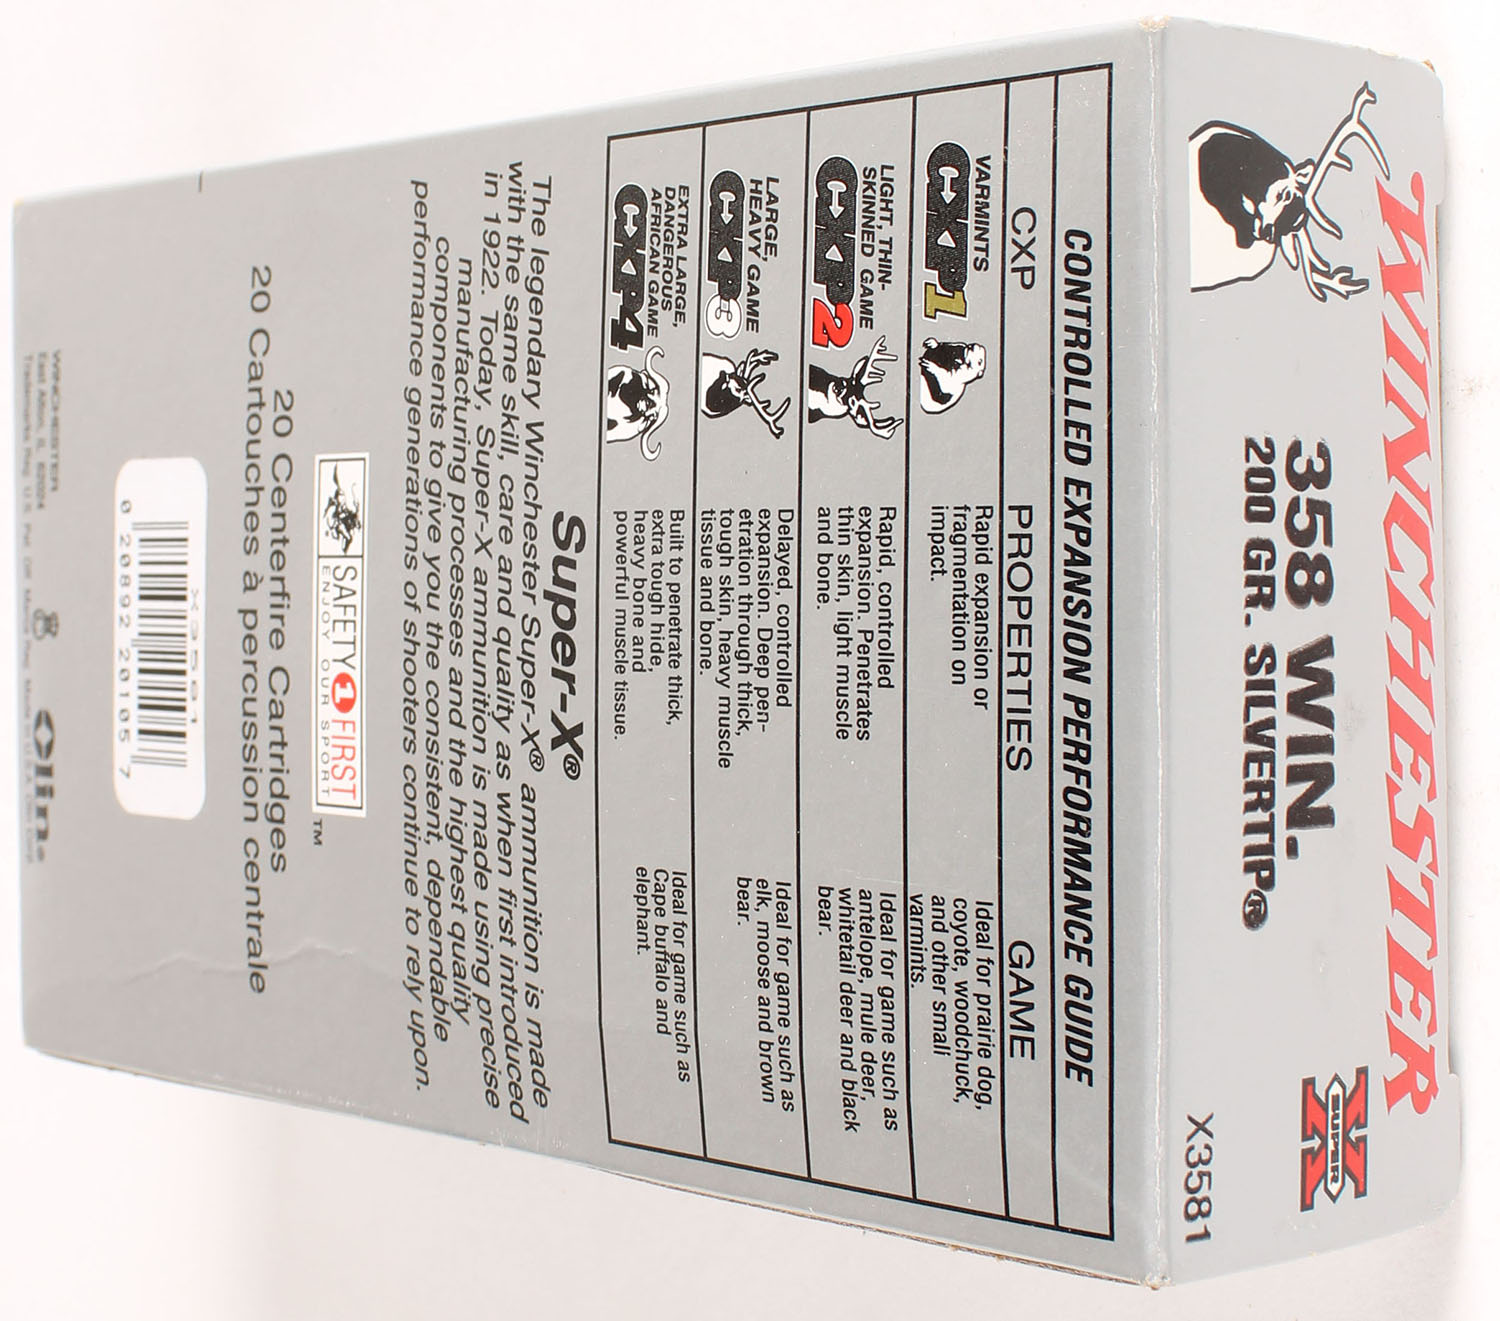 WINCHESTER
358 WIN.
200 GR. SILVERTIP®
SUPER
X
X3581
CONTROLLED EXPANSION PERFORMANCE GUIDE
CXP PROPERTIES GAME
VARMINTS
CXP1
Rapid expansion or
fragmentation on
impact.
Ideal for prairie dog,
coyote, woodchuck,
and other small
varmints.
LIGHT, THIN-
SKINNED GAME
CXP2
Rapid, controlled
expansion. Penetrates
thin skin, light muscle
and bone.
Ideal for game such as
antelope, mule deer,
whitetail deer and black
bear.
LARGE,
HEAVY GAME
CXP3
Delayed, controlled
expansion. Deep pen-
etration through thick,
tough skin, heavy muscle
tissue and bone.
Ideal for game such as
elk, moose and brown
bear.
EXTRA LARGE,
DANGEROUS
AFRICAN GAME
CXP4
Built to penetrate thick,
extra tough hide,
heavy bone and
powerful muscle tissue.
Ideal for game such as
Cape buffalo and
elephant.
Super-X®
The legendary Winchester Super-X® ammunition is made
with the same skill, care and quality as when first introduced
in 1922. Today, Super-X ammunition is made using precise
manufacturing processes and the highest quality
components to give you the consistent, dependable
performance generations of shooters continue to rely upon.
SAFETY 1 FIRST
ENJOY OUR SPORT
TM
20 Centerfire Cartridges
20 Cartouches à percussion centrale
X3581
0 20892 20105 7
WINCHESTER
East Alton, IL 62024
Olin®